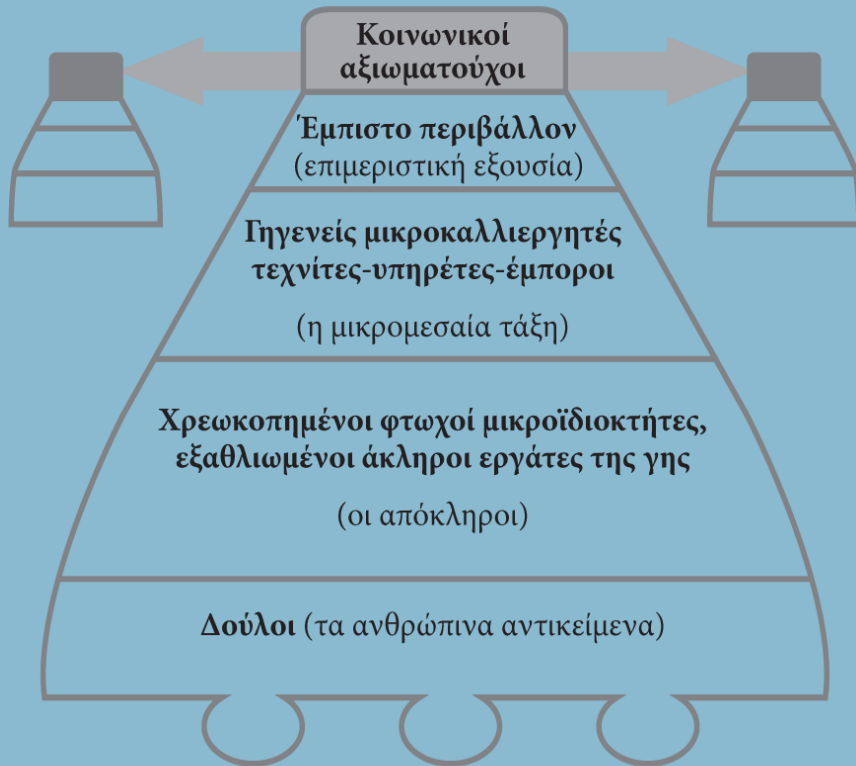 Κοινωνικοί
αξιωματούχοι
Έμπιστο περιβάλλον
(επιμεριστική εξουσία)
Γηγενείς μικροκαλλιεργητές
τεχνίτες-υπηρέτες-έμποροι
(η μικρομεσαία τάξη)
Χρεωκοπημένοι φτωχοί μικροϊδιοκτήτες,
εξαθλιωμένοι άκληροι εργάτες της γης
(οι απόκληροι)
Δούλοι (τα ανθρώπινα αντικείμενα)